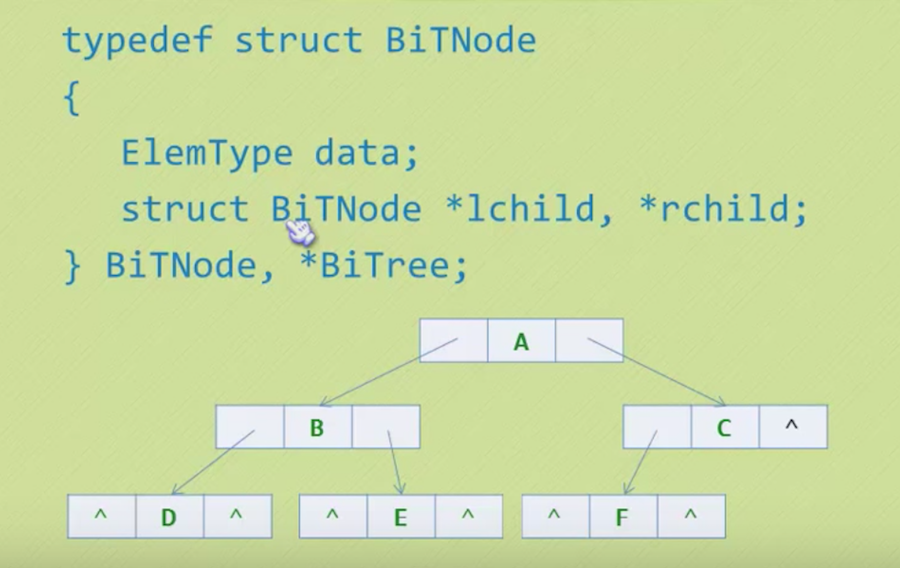 typedef struct BiTNode
{
ElemType data;
struct BiTNode *lchild, *rchild;
} BiTNode, *BiTree;
A
B
C ^
^ D ^
^ E ^
^ F ^